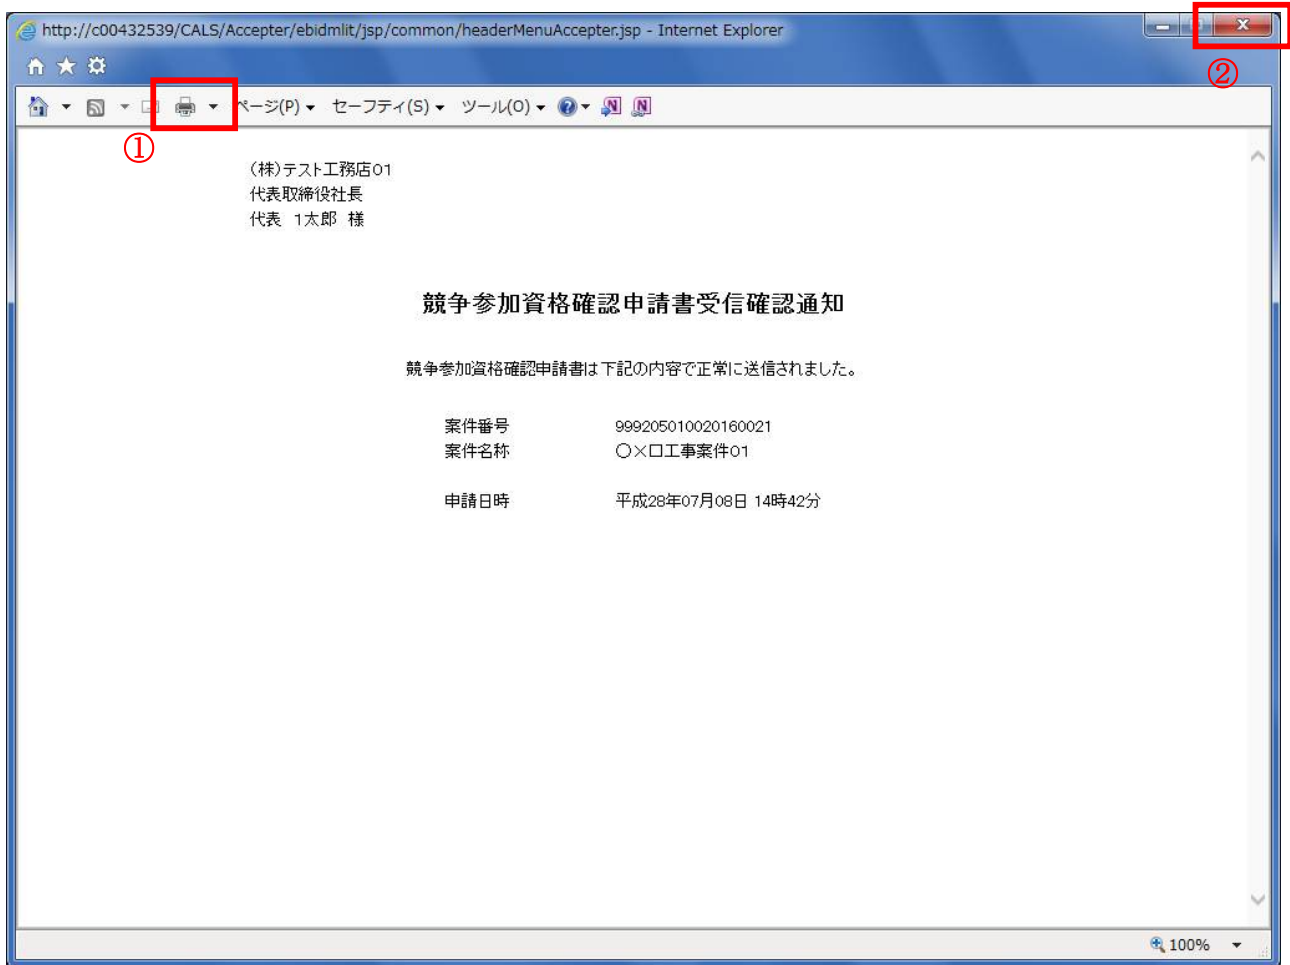 http://c00432539/CALS/Accepter/ebidmlit/jsp/common/headerMenuAccepter.jsp - Internet Explorer
②
ページ(P) セーフティ(S) ツール(O)
①
(株)テスト工務店01
代表取締役社長
代表 1太郎 様
競争参加資格確認申請書受信確認通知
競争参加資格確認申請書は下記の内容で正常に送信されました。
案件番号 999205010020160021
案件名称 ○×口工事案件01
申請日時 平成28年07月08日 14時42分
100%